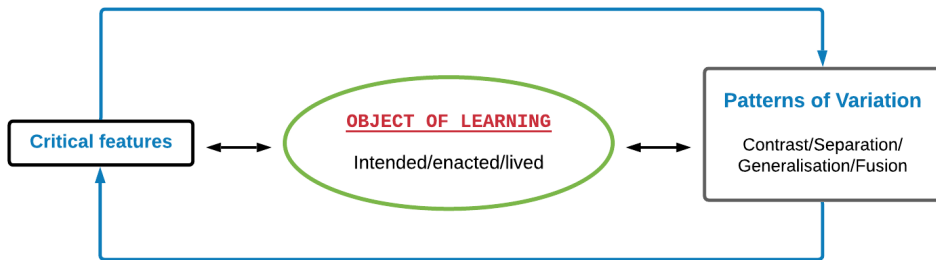 Critical features
OBJECT OF LEARNING
Intended/enacted/lived
Patterns of Variation
Contrast/Separation/
Generalisation/Fusion